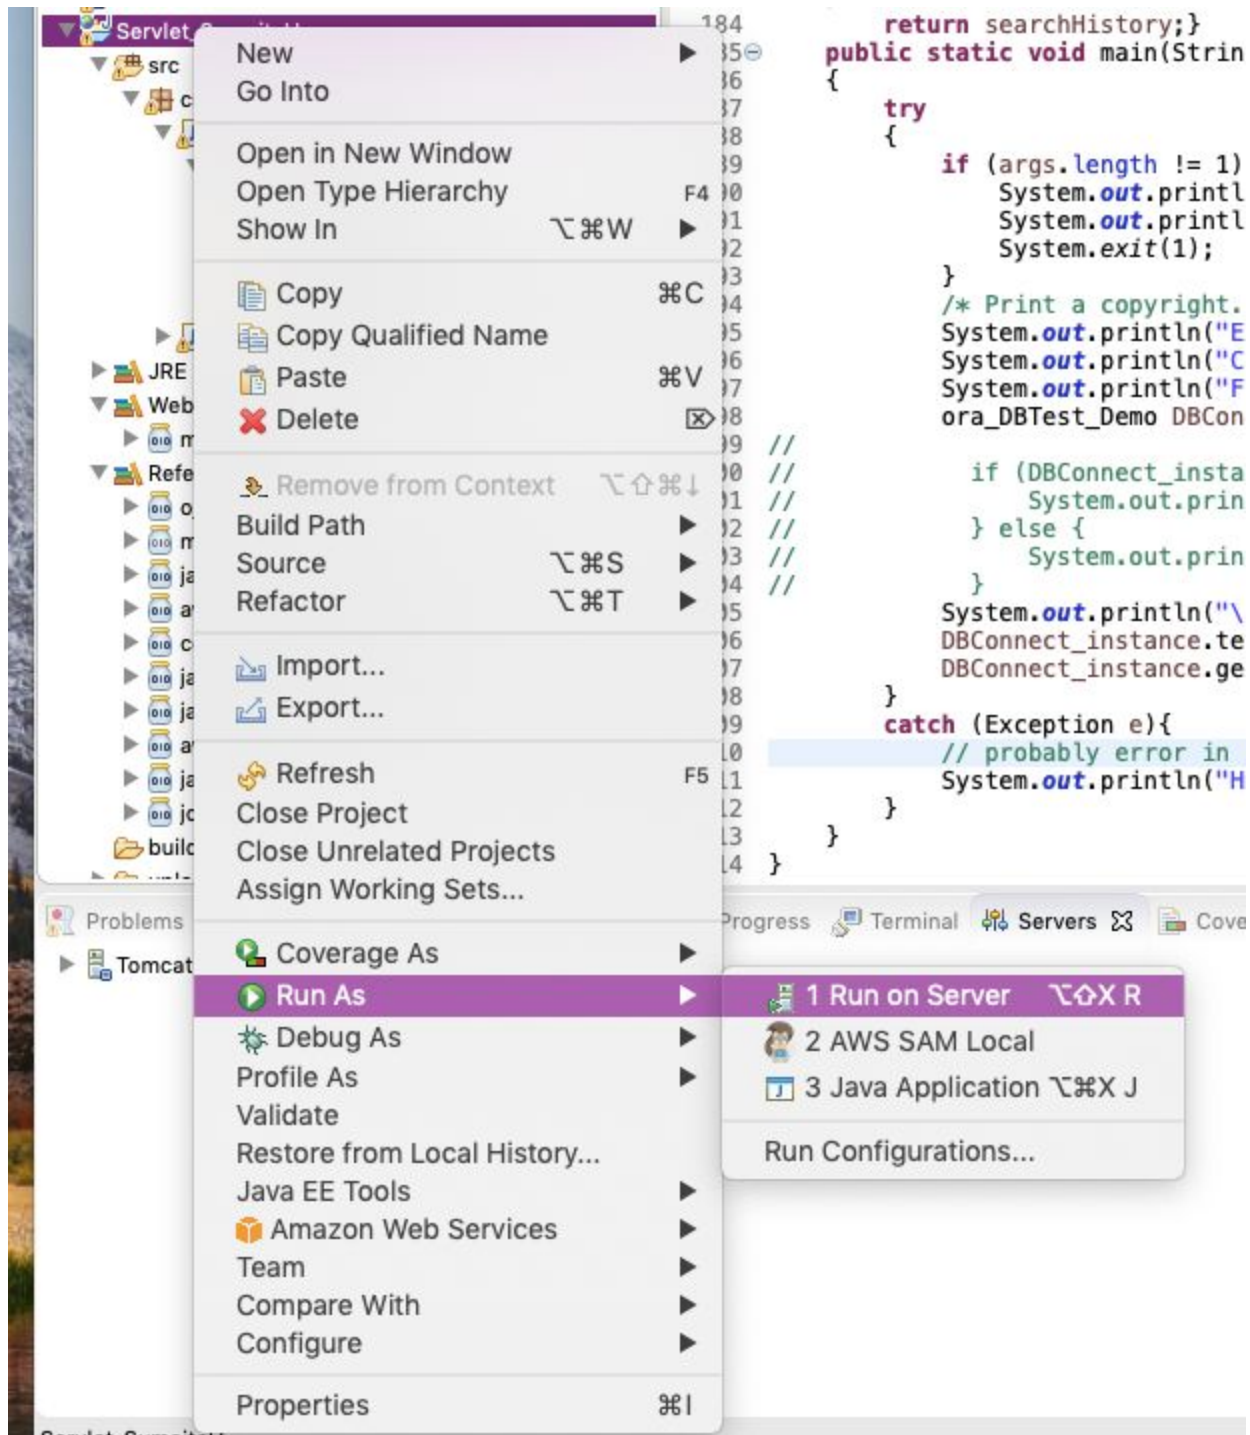 Servlet_
src
JRE
Web
Refe
Problems
Tomcat
New
Go Into
Open in New Window
Open Type Hierarchy F4
Show In ⌥⌘W
Copy ⌘C
Copy Qualified Name
Paste ⌘V
Delete ⌦
Remove from Context ⌥⇧⌘↓
Build Path
Source ⌥⌘S
Refactor ⌥⌘T
Import...
Export...
Refresh F5
Close Project
Close Unrelated Projects
Assign Working Sets...
Coverage As
Run As
Debug As
Profile As
Validate
Restore from Local History...
Java EE Tools
Amazon Web Services
Team
Compare With
Configure
Properties ⌘I
1 Run on Server ⌥⇧X R
2 AWS SAM Local
3 Java Application ⌥⌘X J
Run Configurations...
184 return searchHistory;}
public static void main(Strin
{
try
{
if (args.length != 1)
System.out.printl
System.out.printl
System.exit(1);
}
/* Print a copyright.
System.out.println("E
System.out.println("C
System.out.println("F
ora_DBTest_Demo DBCon
//
// if (DBConnect_insta
// System.out.prin
// } else {
// System.out.prin
// }
System.out.println("\
DBConnect_instance.te
DBConnect_instance.ge
}
catch (Exception e){
// probably error in
System.out.println("H
}
}
}
Progress Terminal Servers Cove